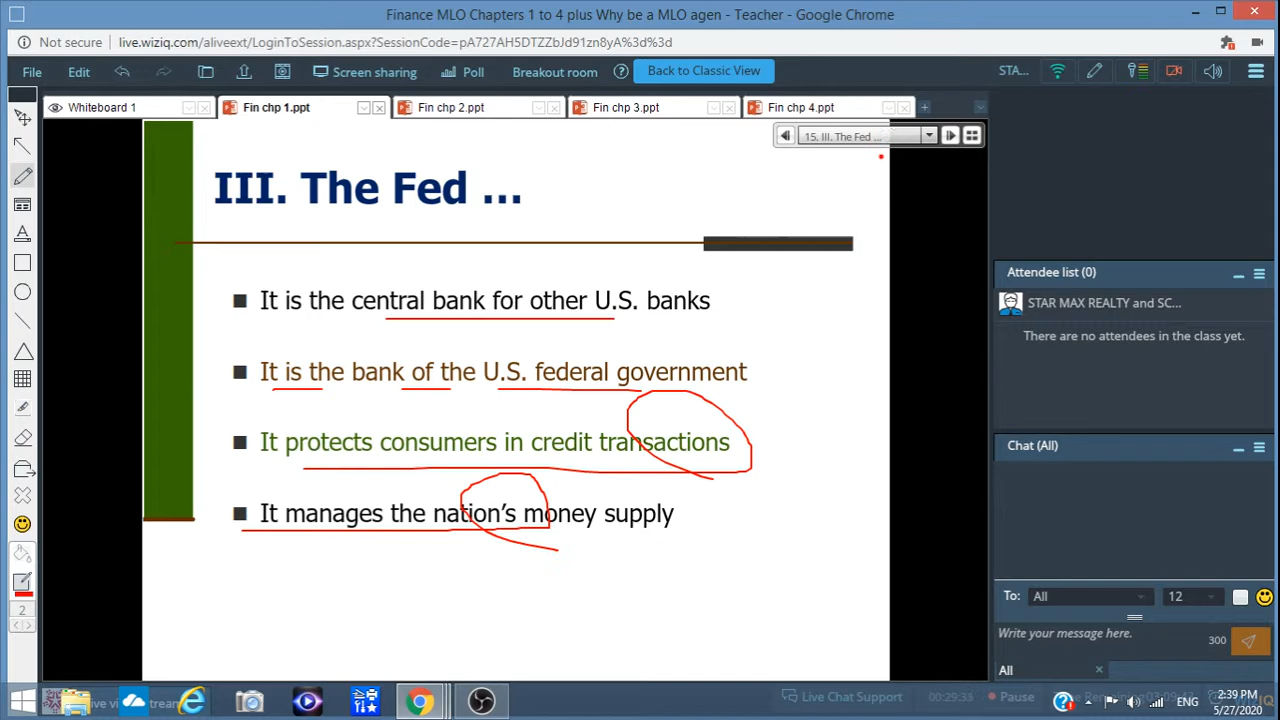 Finance MLO Chapters 1 to 4 plus Why be a MLO agen - Teacher - Google Chrome
Not secure | live.wiziq.com/aliveext/LoginToSession.aspx?SessionCode=pA727AH5DTZZbJd91zn8yA%3d%3d
File Edit Screen sharing Poll Breakout room Back to Classic View STA...
Whiteboard 1 Fin chp 1.ppt Fin chp 2.ppt Fin chp 3.ppt Fin chp 4.ppt
15. III. The Fed ...
III. The Fed ...
It is the central bank for other U.S. banks
It is the bank of the U.S. federal government
It protects consumers in credit transactions
It manages the nation's money supply
2
Attendee list (0)
STAR MAX REALTY and SC...
There are no attendees in the class yet.
Chat (All)
To: All 12
Write your message here. 300
All
Live Chat Support 00:29:33 Pause
ENG 2:39 PM
5/27/2020